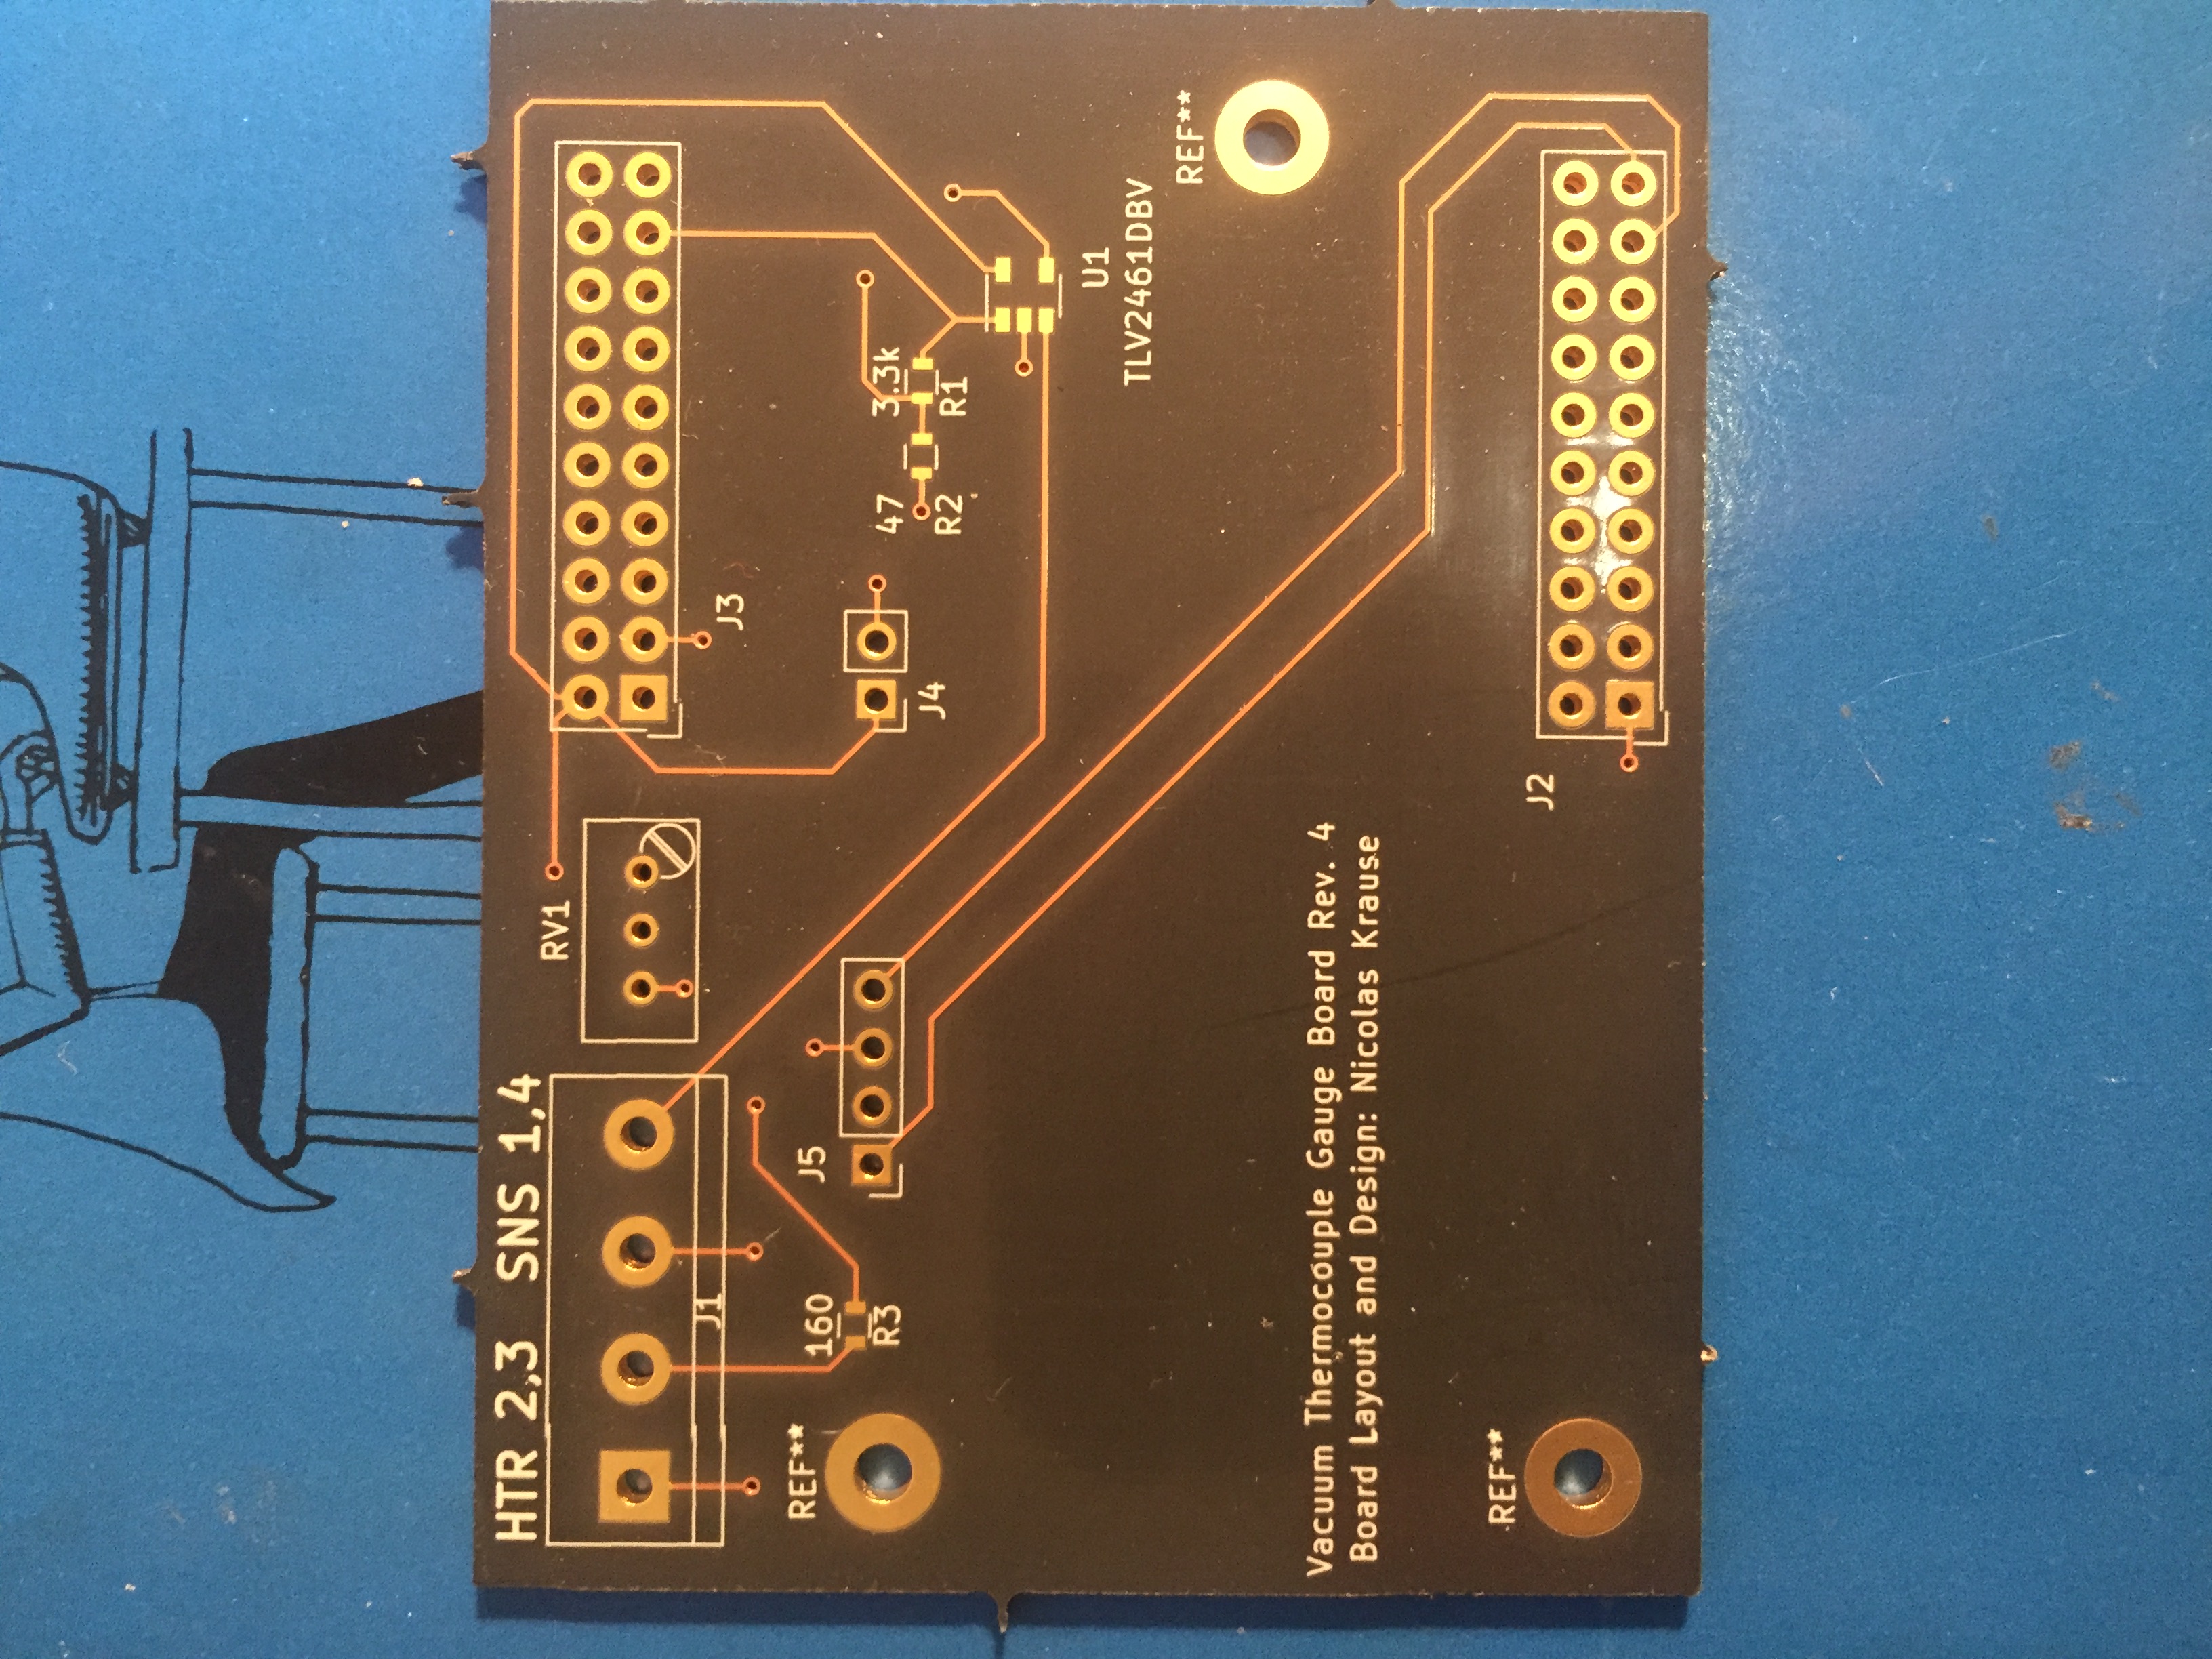 HTR 2,3 SNS 1,4
RV1
J1
J3
REF**
160
R3
J5
J4
47
R2
3.3k
R1
U1
TLV2461DBV
REF**
Vacuum Thermocouple Gauge Board Rev. 4
Board Layout and Design: Nicolas Krause
REF**
J2